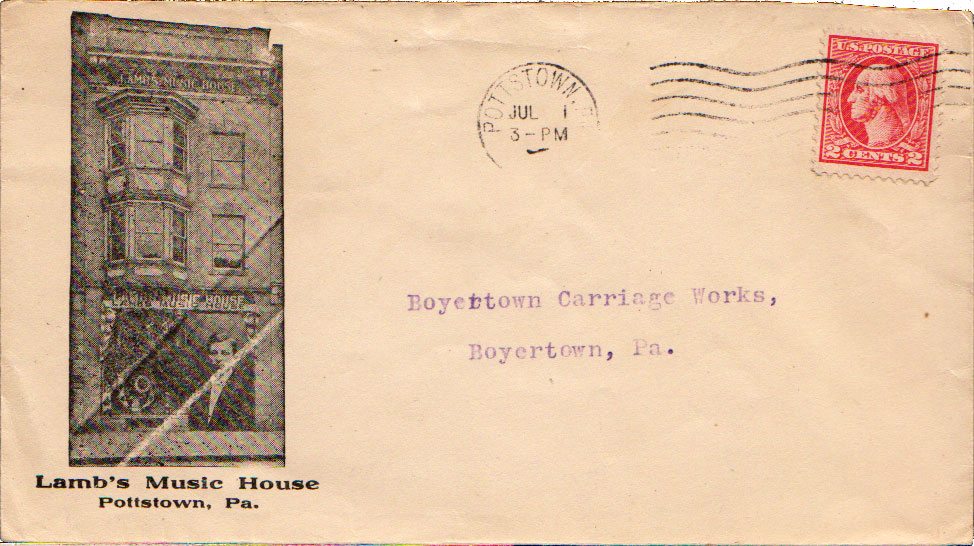 LAMB'S MUSIC HOUSE
LAMB'S MUSIC HOUSE
Lamb's Music House
Pottstown, Pa.
POTTSTOWN,
JUL 1
3-PM
U.S. POSTAGE
2 CENTS 2
Boyertown Carriage Works,
Boyertown, Pa.